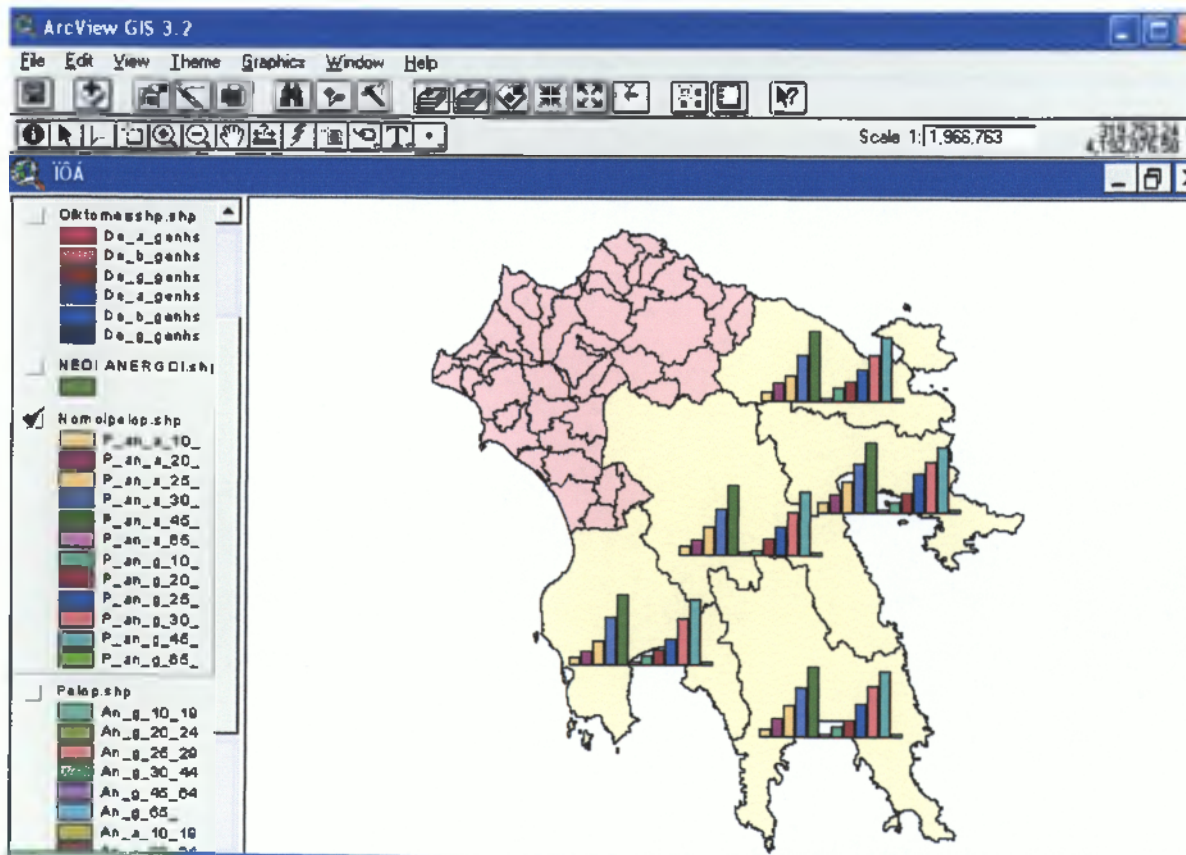 ArcView GIS 3.2
File Edit View Theme Graphics Window Help
Scale 1: 1,966,763
ÏÔÁ
Oiktomesshp.shp
De_a_genhs
De_b_genhs
De_g_genhs
De_a_genhs
De_b_genhs
De_g_genhs
NEOI ANERGOI.shp
Nomoipelop.shp
P_an_a_10_
P_an_a_20_
P_an_a_25_
P_an_a_30_
P_an_a_45_
P_an_a_65_
P_an_g_10_
P_an_g_20_
P_an_g_25_
P_an_g_30_
P_an_g_45_
P_an_g_65_
Pelop.shp
An_g_10_19
An_g_20_24
An_g_25_29
An_g_30_44
An_g_45_64
An_g_65_
An_a_10_19